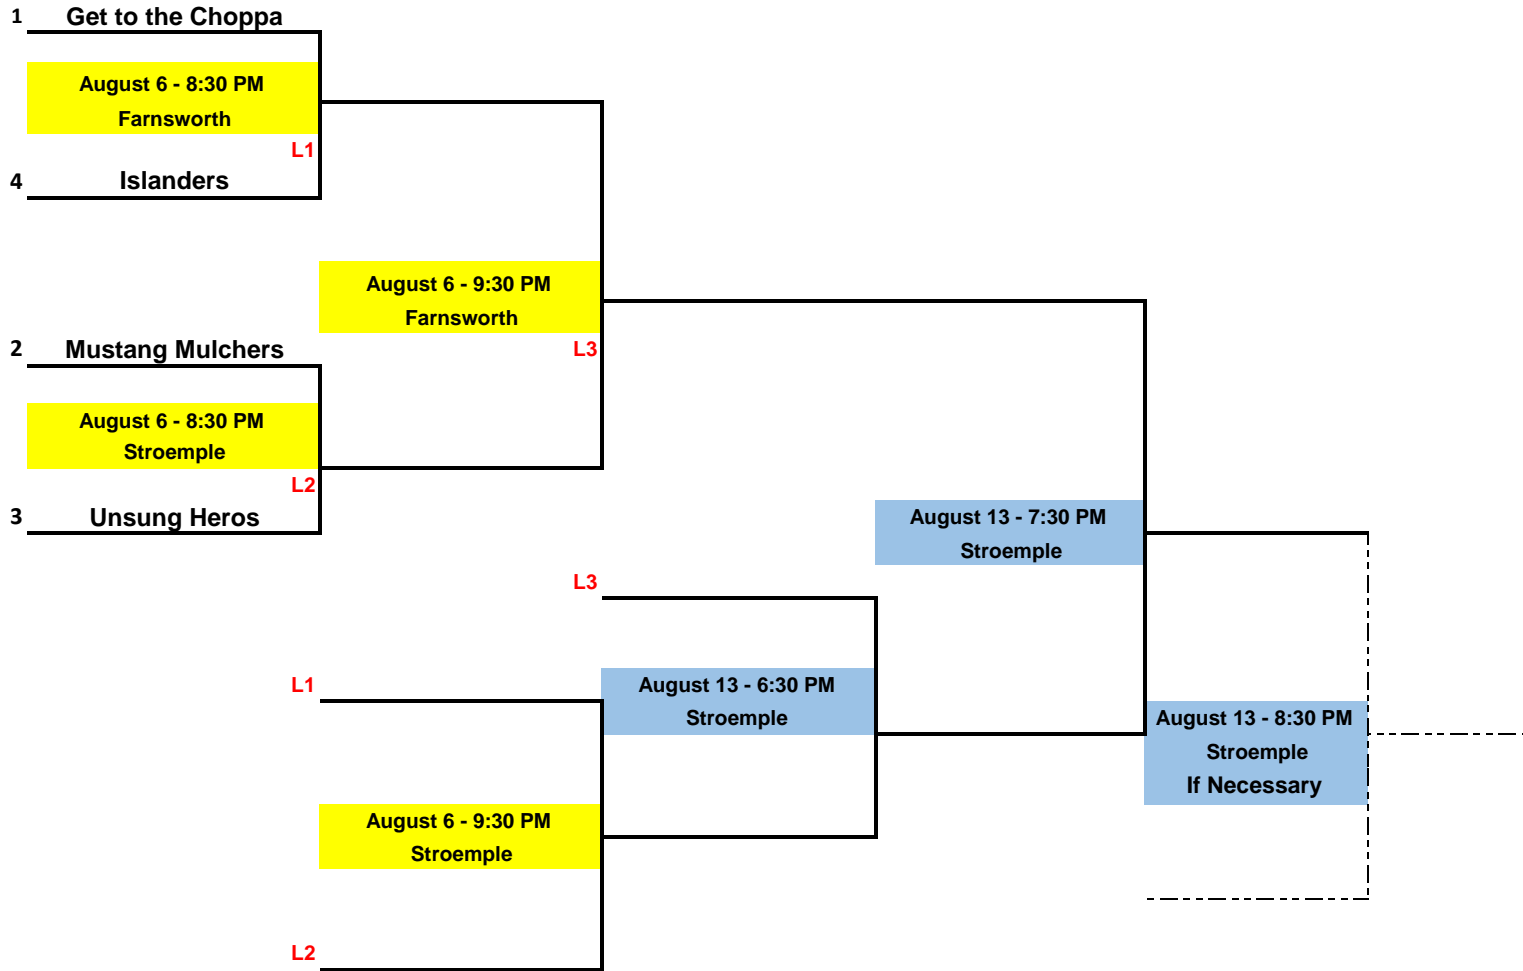 1 Get to the Choppa
August 6 - 8:30 PM
Farnsworth
L1
4 Islanders
August 6 - 9:30 PM
Farnsworth
L3
2 Mustang Mulchers
August 6 - 8:30 PM
Stroemple
L2
3 Unsung Heros
August 13 - 7:30 PM
Stroemple
L3
L1
August 13 - 6:30 PM
Stroemple
August 13 - 8:30 PM
Stroemple
If Necessary
August 6 - 9:30 PM
Stroemple
L2